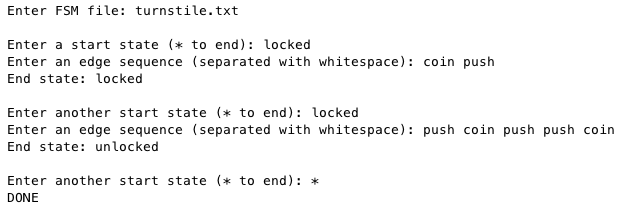 Enter FSM file: turnstile.txt
Enter a start state (* to end): locked
Enter an edge sequence (separated with whitespace): coin push
End state: locked
Enter another start state (* to end): locked
Enter an edge sequence (separated with whitespace): push coin push push coin
End state: unlocked
Enter another start state (* to end): *
DONE